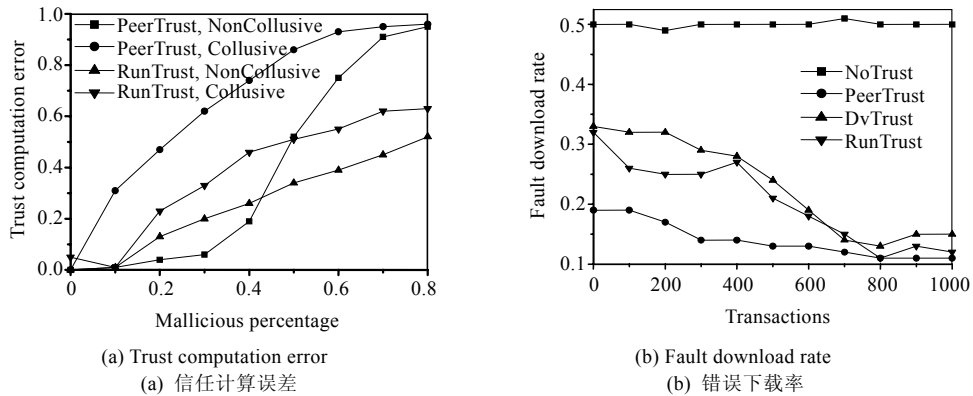 1.0
0.8
0.6
0.4
0.2
0.0
Trust computation error
PeerTrust, NonCollusive
PeerTrust, Collusive
RunTrust, NonCollusive
RunTrust, Collusive
0 0.2 0.4 0.6 0.8
Mallicious percentage
(a) Trust computation error
(a) 信任计算误差
0.5
0.4
0.3
0.2
0.1
Fault download rate
NoTrust
PeerTrust
DvTrust
RunTrust
0 200 400 600 800 1000
Transactions
(b) Fault download rate
(b) 错误下载率